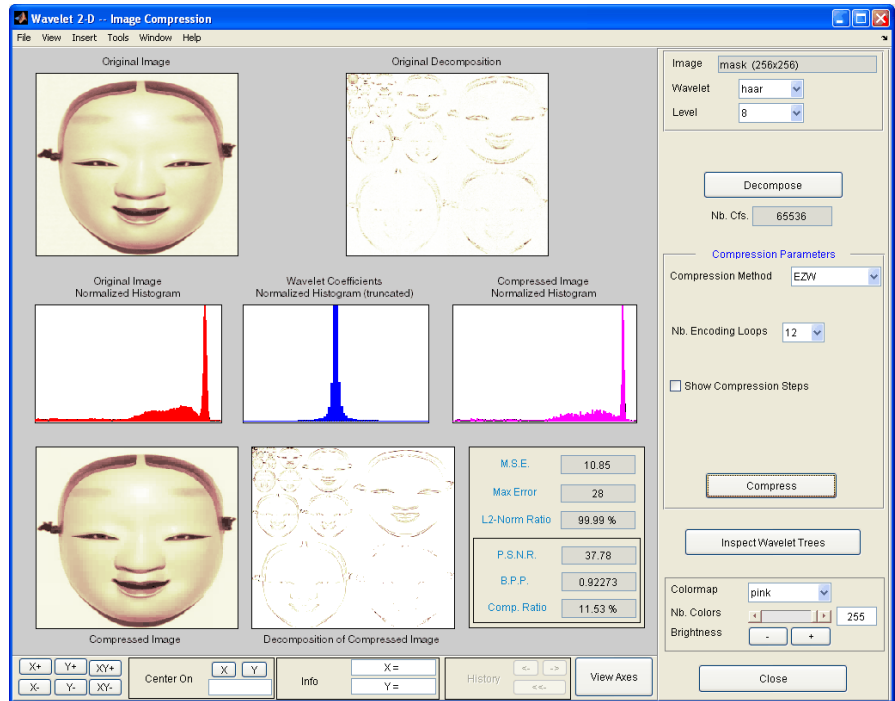 Wavelet 2-D -- Image Compression
File View Insert Tools Window Help
Original Image
Original Decomposition
Original Image
Normalized Histogram
Wavelet Coefficients
Normalized Histogram (truncated)
Compressed Image
Normalized Histogram
M.S.E. 10.85
Max Error 28
L2-Norm Ratio 99.99 %
P.S.N.R. 37.78
B.P.P. 0.92273
Comp. Ratio 11.53 %
Compressed Image
Decomposition of Compressed Image
Image mask (256x256)
Wavelet haar
Level 8
Decompose
Nb. Cfs. 65536
Compression Parameters
Compression Method EZW
Nb. Encoding Loops 12
Show Compression Steps
Compress
Inspect Wavelet Trees
Colormap pink
Nb. Colors 255
Brightness - +
X+ Y+ XY+
X- Y- XY-
Center On X Y
Info X =
Y =
History <- ->
<<-
View Axes
Close